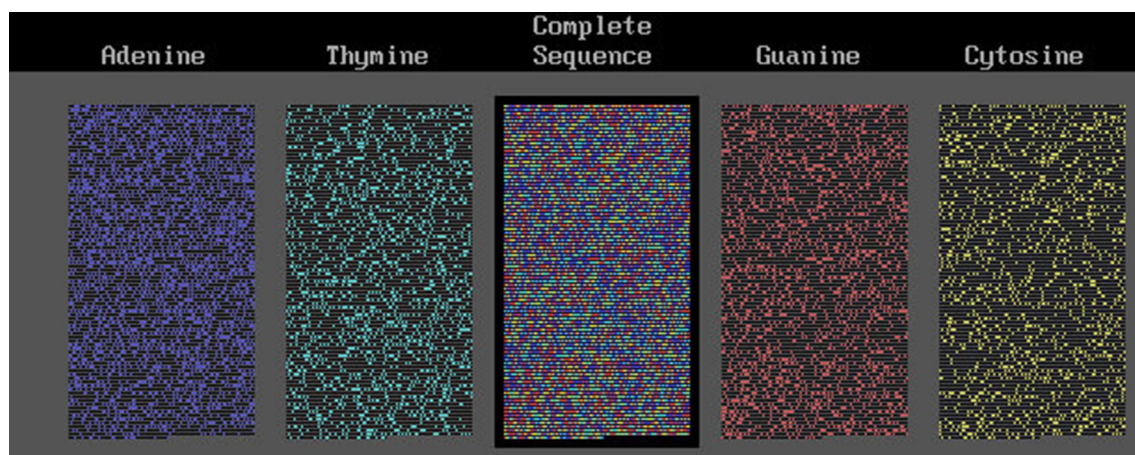 Adenine
Thymine
Complete
Sequence
Guanine
Cytosine